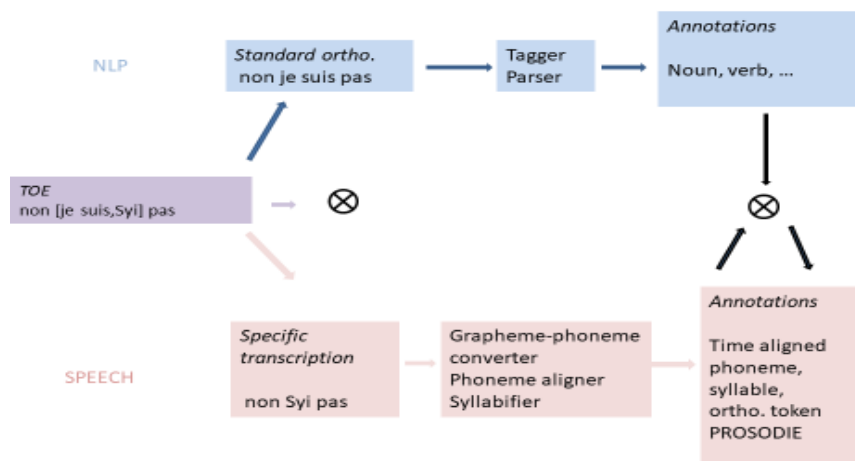 NLP
Standard ortho.
non je suis pas
Tagger
Parser
Annotations
Noun, verb, ...
TOE
non [je suis,Syi] pas
SPEECH
Specific
transcription
non Syi pas
Grapheme-phoneme
converter
Phoneme aligner
Syllabifier
Annotations
Time aligned
phoneme,
syllable,
ortho. token
PROSODIE